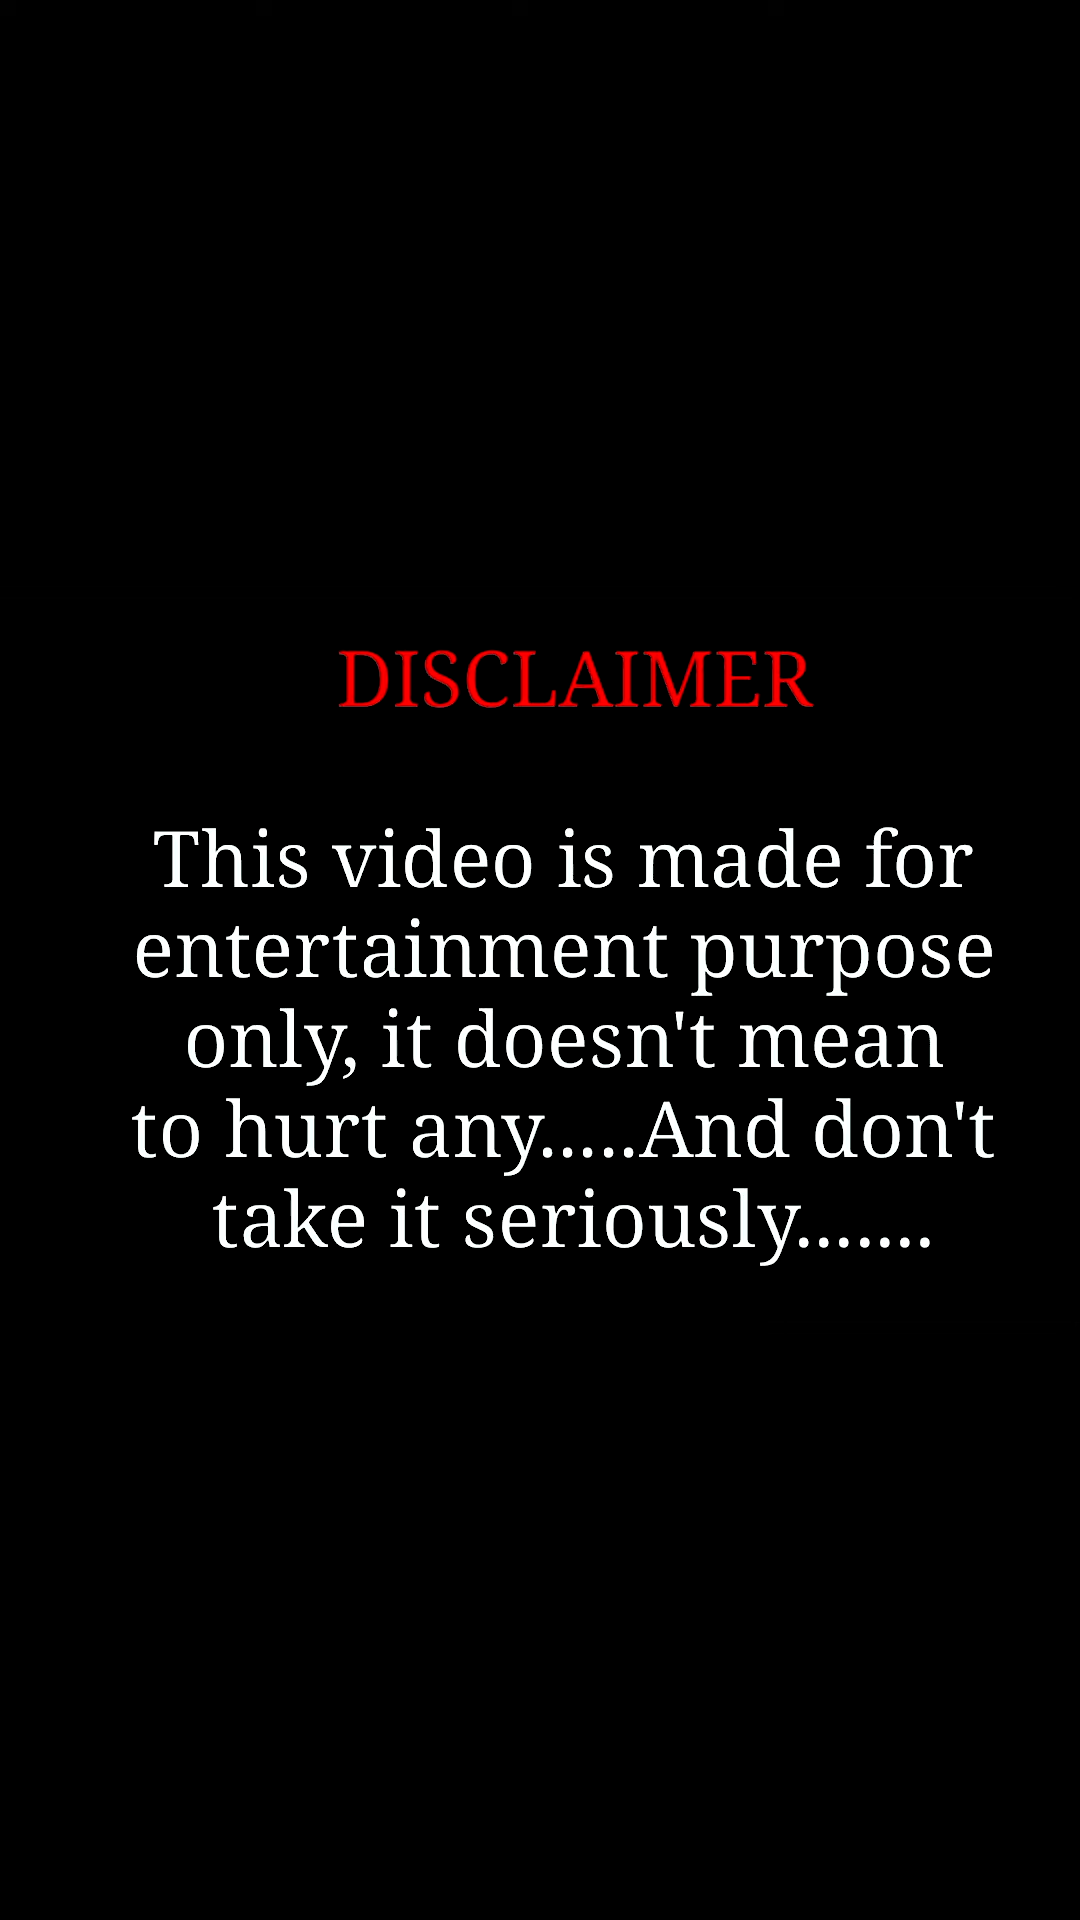 DISCLAIMER
This video is made for
entertainment purpose
only, it doesn't mean
to hurt any.....And don't
take it seriously.......